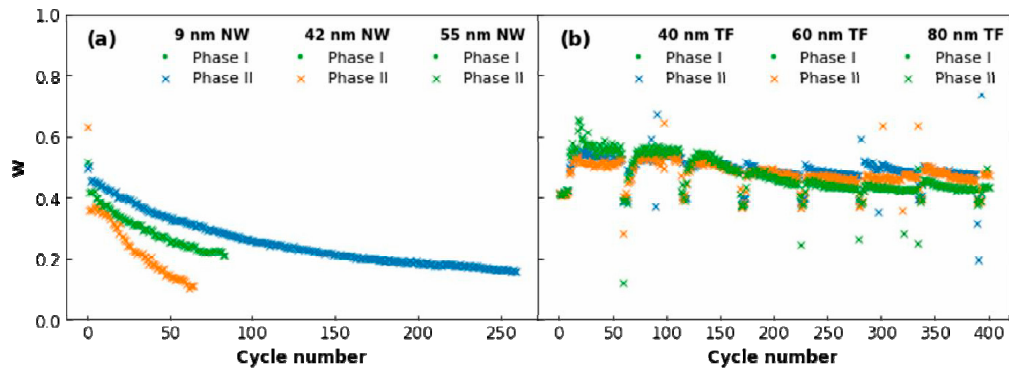 (a)
9 nm NW 42 nm NW 55 nm NW
Phase I Phase I Phase I
Phase II Phase II Phase II
(b)
40 nm TF 60 nm TF 80 nm TF
Phase I Phase I Phase I
Phase II Phase II Phase II
1.0
0.8
0.6
0.4
0.2
0.0
w
0 50 100 150 200 250
0 50 100 150 200 250 300 350 400
Cycle number Cycle number